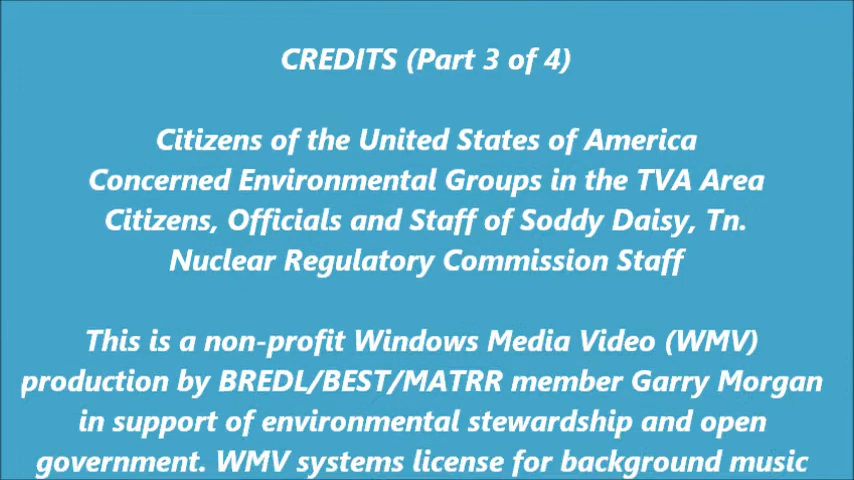 CREDITS (Part 3 of 4)
Citizens of the United States of America
Concerned Environmental Groups in the TVA Area
Citizens, Officials and Staff of Soddy Daisy, Tn.
Nuclear Regulatory Commission Staff
This is a non-profit Windows Media Video (WMV)
production by BREDL/BEST/MATRR member Garry Morgan
in support of environmental stewardship and open
government. WMV systems license for background music